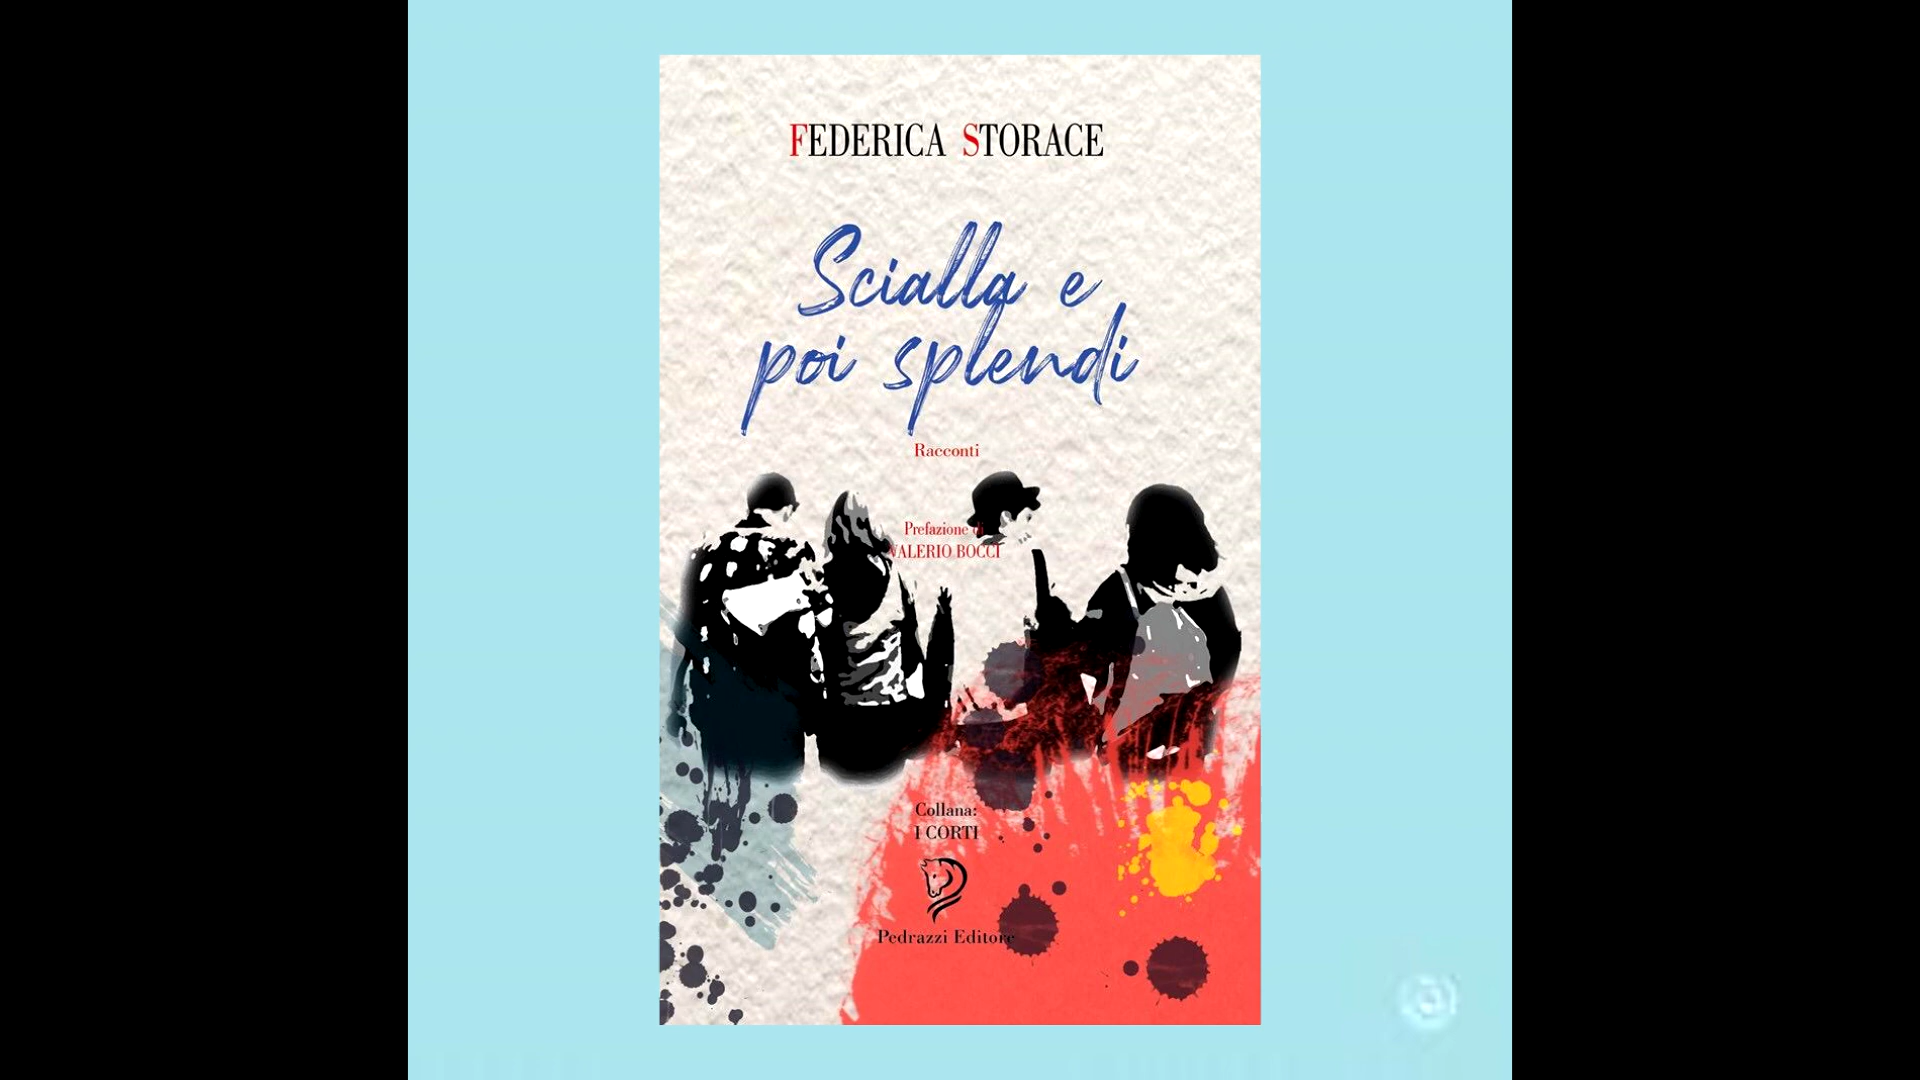 FEDERICA STORACE
Scialla e
poi splendi
Racconti
Prefazione di
VALERIO BOCCI
Collana:
I CORTI
Pedrazzi Editore